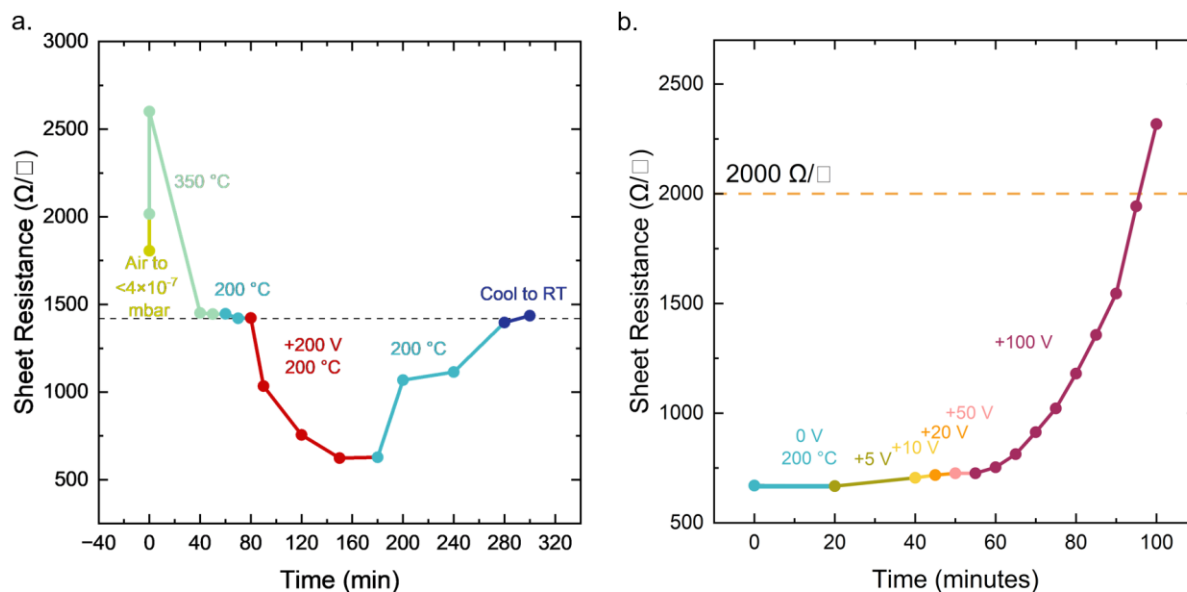 a.
3000
2500
2000
1500
1000
500
0
−40
0
40
80
120
160
200
240
280
320
Sheet Resistance (Ω/□)
Time (min)
350 °C
Air to
<4×10⁻⁷
mbar
200 °C
+200 V
200 °C
200 °C
Cool to RT
b.
2500
2000
1500
1000
500
0
20
40
60
80
100
Sheet Resistance (Ω/□)
Time (minutes)
2000 Ω/□
0 V
200 °C
+5 V
+10 V
+20 V
+50 V
+100 V